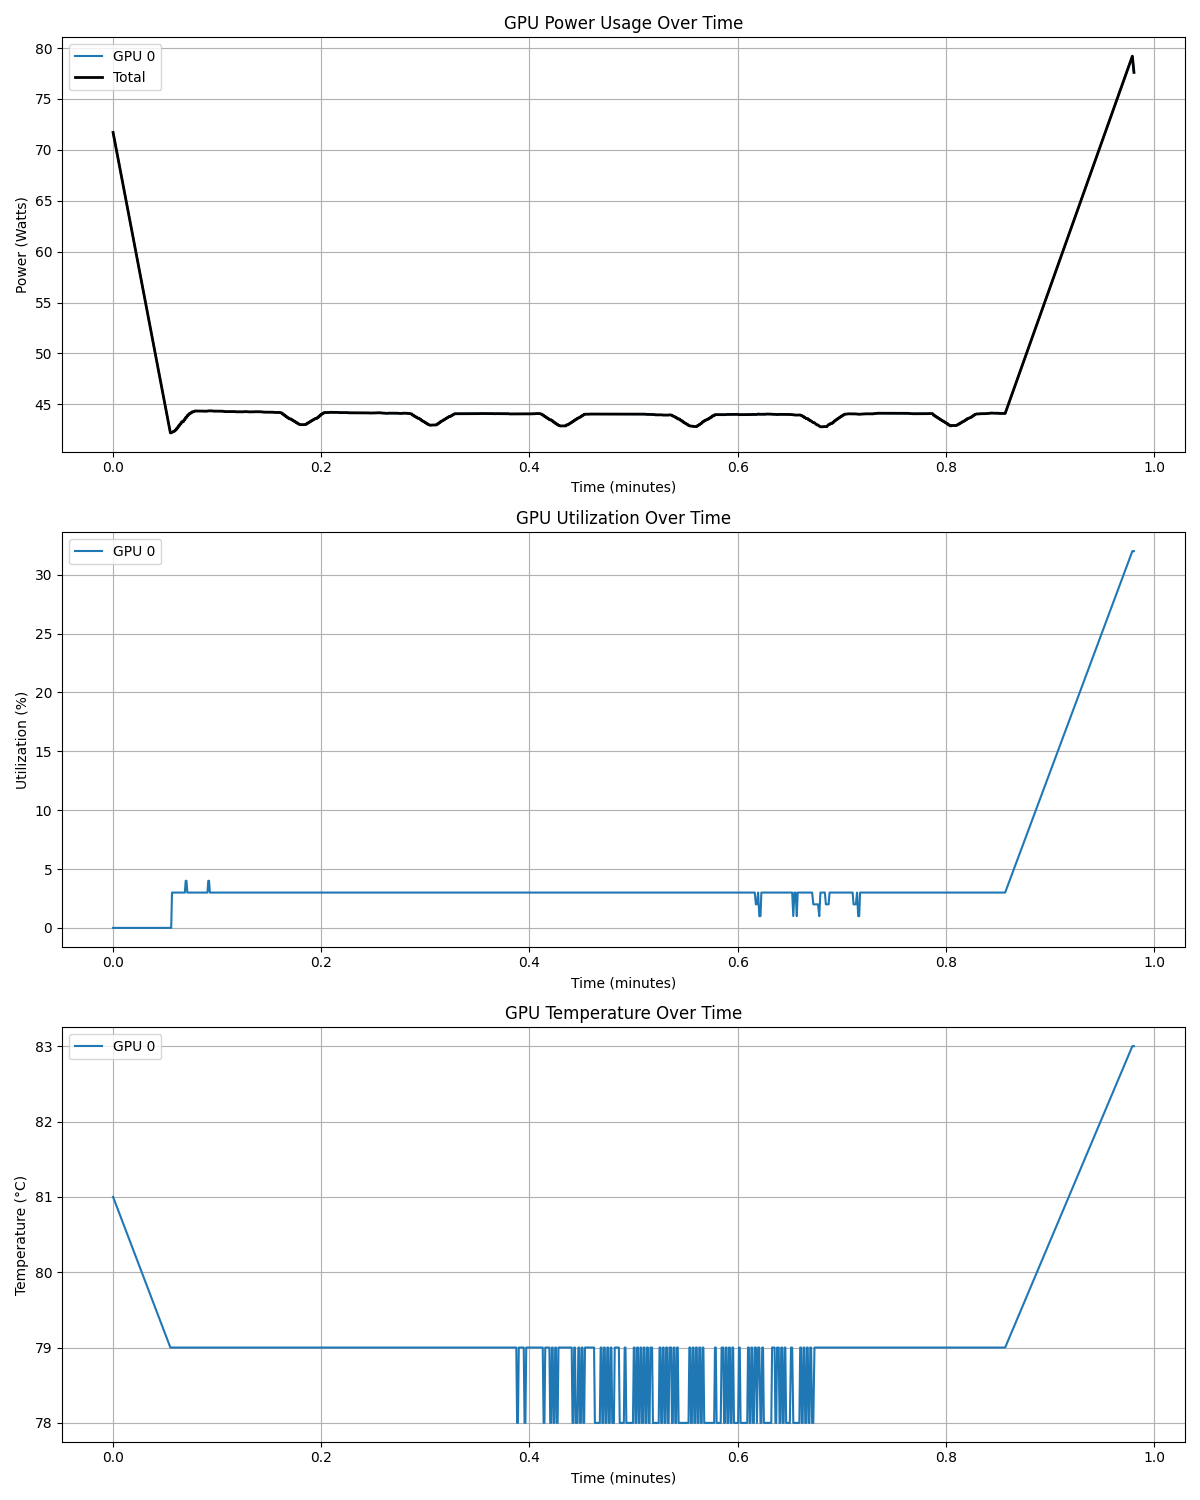 GPU Power Usage Over Time
GPU 0
Total
80
75
70
65
60
55
50
45
Power (Watts)
0.0 0.2 0.4 0.6 0.8 1.0
Time (minutes)
GPU Utilization Over Time
GPU 0
30
25
20
15
10
5
0
Utilization (%)
0.0 0.2 0.4 0.6 0.8 1.0
Time (minutes)
GPU Temperature Over Time
GPU 0
83
82
81
80
79
78
Temperature (°C)
0.0 0.2 0.4 0.6 0.8 1.0
Time (minutes)